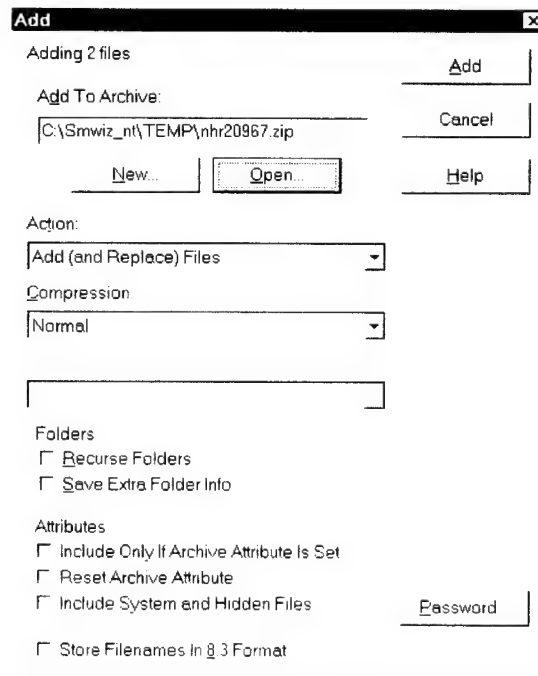 Add
Adding 2 files
Add
Add To Archive:
C:\Smwiz_nt\TEMP\nhr20967.zip
Cancel
New...
Open...
Help
Action:
Add (and Replace) Files
Compression
Normal
Folders
Recurse Folders
Save Extra Folder Info
Attributes
Include Only If Archive Attribute Is Set
Reset Archive Attribute
Include System and Hidden Files
Password
Store Filenames In 8.3 Format